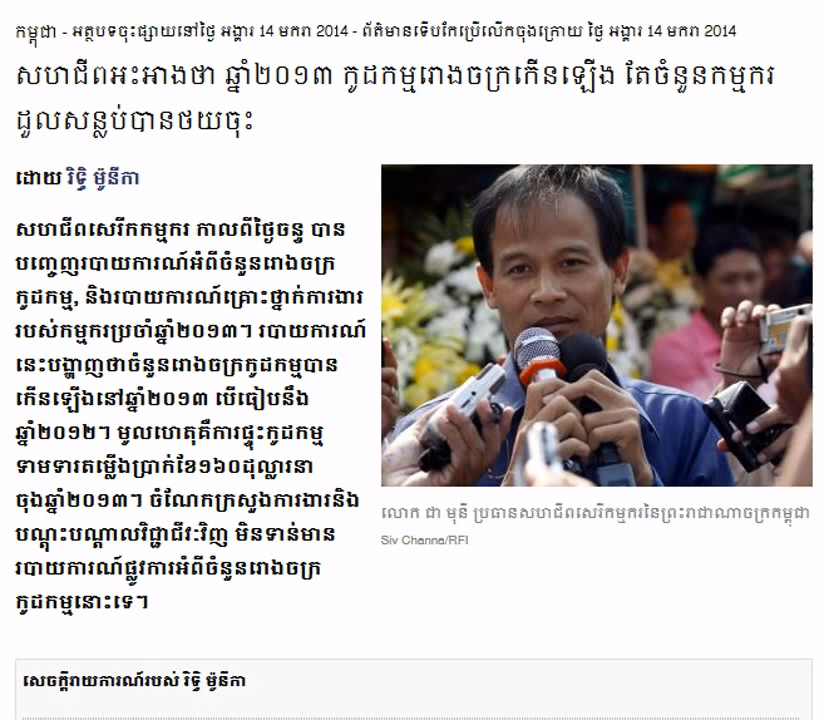 កម្ពុជា - អត្ថបទចុះផ្សាយនៅថ្ងៃ អង្គារ 14 មករា 2014 - ព័ត៌មានទើបកែប្រែលើកចុងក្រោយ ថ្ងៃ អង្គារ 14 មករា 2014
សហជីពអះអាងថា ឆ្នាំ២០១៣ កូដកម្មរោងចក្រកើនឡើង តែចំនួនកម្មករ
ដួលសន្លប់បានថយចុះ
ដោយ រិទ្ធិ ម៉ូនីកា
សហជីពសេរីកកម្មករ កាលពីថ្ងៃចន្ទ បាន
បញ្ចេញរបាយការណ៍អំពីចំនួនរោងចក្រ
កូដកម្ម, និងរបាយការណ៍គ្រោះថ្នាក់ការងារ
របស់កម្មករប្រចាំឆ្នាំ២០១៣។ របាយការណ៍
នេះបង្ហាញថាចំនួនរោងចក្រកូដកម្មបាន
កើនឡើងនៅឆ្នាំ២០១៣ បើធៀបនឹង
ឆ្នាំ២០១២។ មូលហេតុគឺការផ្ទុះកូដកម្ម
ទាមទារតម្លើងប្រាក់ខែ១៦០ដុល្លារនា
ចុងឆ្នាំ២០១៣។ ចំណែកក្រសួងការងារនិង
បណ្តុះបណ្តាលវិជ្ជាជីវៈវិញ មិនទាន់មាន
របាយការណ៍ផ្លូវការអំពីចំនួនរោងចក្រ
កូដកម្មនោះទេ។
លោក ជា មុនី ប្រធានសហជីពសេរីកម្មករនៃព្រះរាជាណាចក្រកម្ពុជា
Siv Channa/RFI
សេចក្តីរាយការណ៍របស់ រិទ្ធិ ម៉ូនីកា